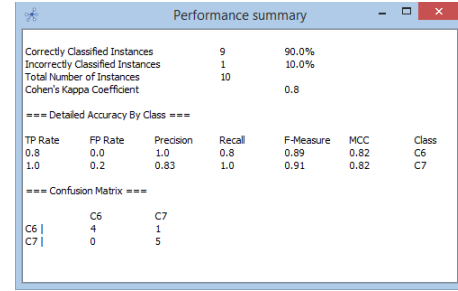 Performance summary
Correctly Classified Instances 9 90.0%
Incorrectly Classified Instances 1 10.0%
Total Number of Instances 10
Cohen's Kappa Coefficient 0.8
=== Detailed Accuracy By Class ===
TP Rate FP Rate Precision Recall F-Measure MCC Class
0.8 0.0 1.0 0.8 0.89 0.82 C6
1.0 0.2 0.83 1.0 0.91 0.82 C7
=== Confusion Matrix ===
C6 C7
C6 | 4 1
C7 | 0 5